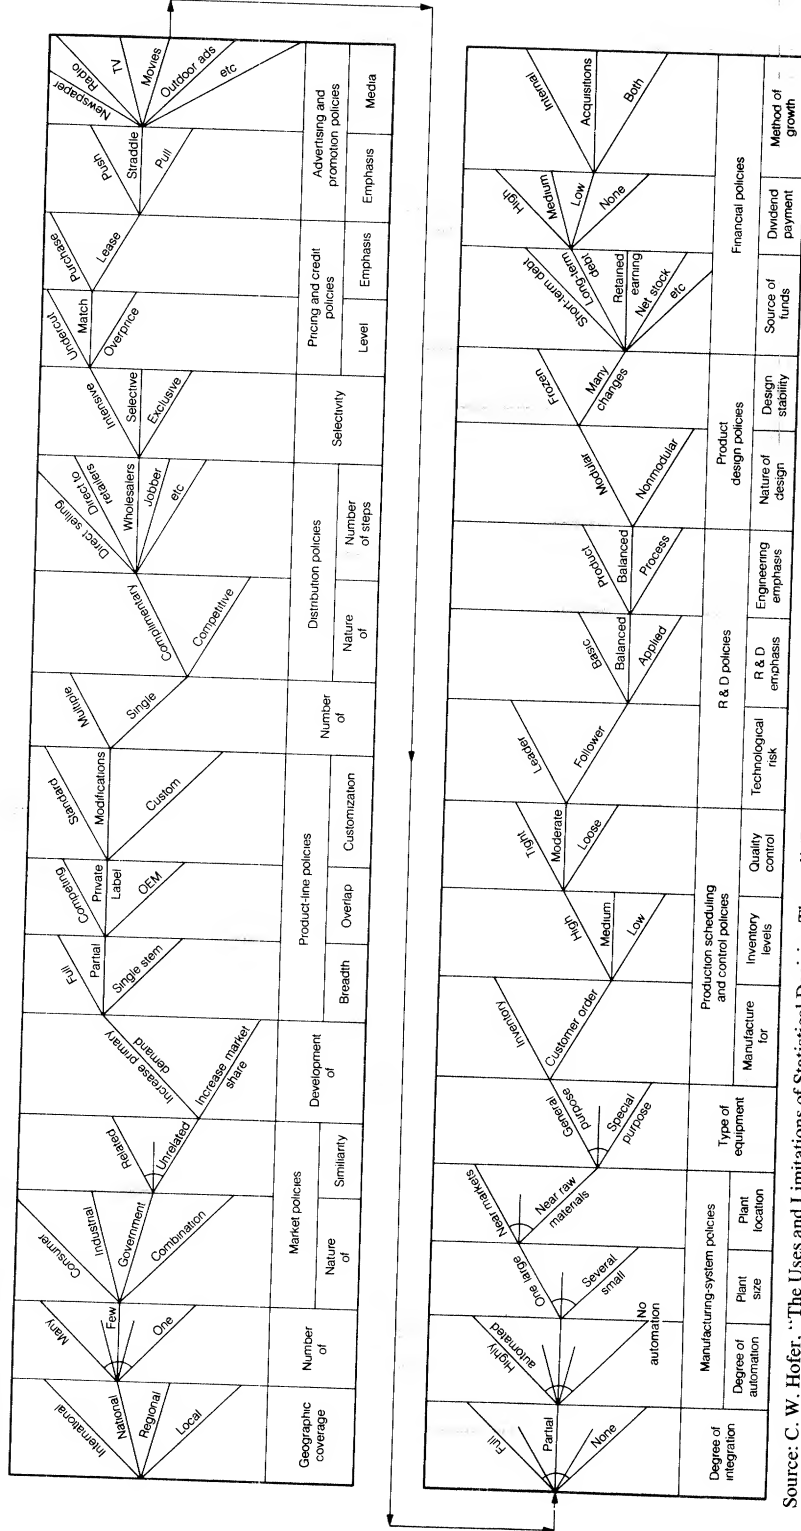 International
National
Regional
Local
Geographic
coverage
Many
Few
One
Number of
Consumer
Industrial
Government
Combination
Nature
of
Related
Unrelated
Similiarity
Market policies
Increase primary
demand
Increase market
share
Development
of
Full
Partial
Single stem
Breadth
Competing
Private
Label
OEM
Overlap
Standard
Modifications
Custom
Customization
Product-line policies
Multiple
Single
Number
of
Complimentary
Competitive
Nature
of
Direct selling
Direct to
retailers
Wholesalers
Jobber
etc
Number
of steps
Distribution policies
Intensive
Selective
Exclusive
Selectivity
Undercut
Match
Overprice
Level
Purchase
Lease
Emphasis
Pricing and credit
policies
Push
Straddle
Pull
Emphasis
Newspaper
Radio
TV
Movies
Outdoor ads
etc
Media
Advertising and
promotion policies
Full
Partial
None
Degree of
integration
Highly
automated
No
automation
Degree of
automation
One large
Several
small
Plant
size
Near markets
Near raw
materials
Plant
location
Manufacturing-system policies
General
purpose
Special
purpose
Type of
equipment
Inventory
Customer order
Manufacture
for
High
Medium
Low
Inventory
levels
Tight
Moderate
Loose
Quality
control
Production scheduling
and control policies
Leader
Follower
Technological
risk
Basic
Balanced
Applied
R & D
emphasis
Product
Balanced
Process
Engineering
emphasis
R & D policies
Modular
Nonmodular
Nature of
design
Frozen
Many
changes
Design
stability
Product
design policies
Short-term debt
Long-term
debt
Retained
earning
Net stock
etc
Source of
funds
High
Medium
Low
None
Dividend
payment
Internal
Acquisitions
Both
Method of
growth
Financial policies
Source: C. W. Hofer, "The Uses and Limitations of Statistical